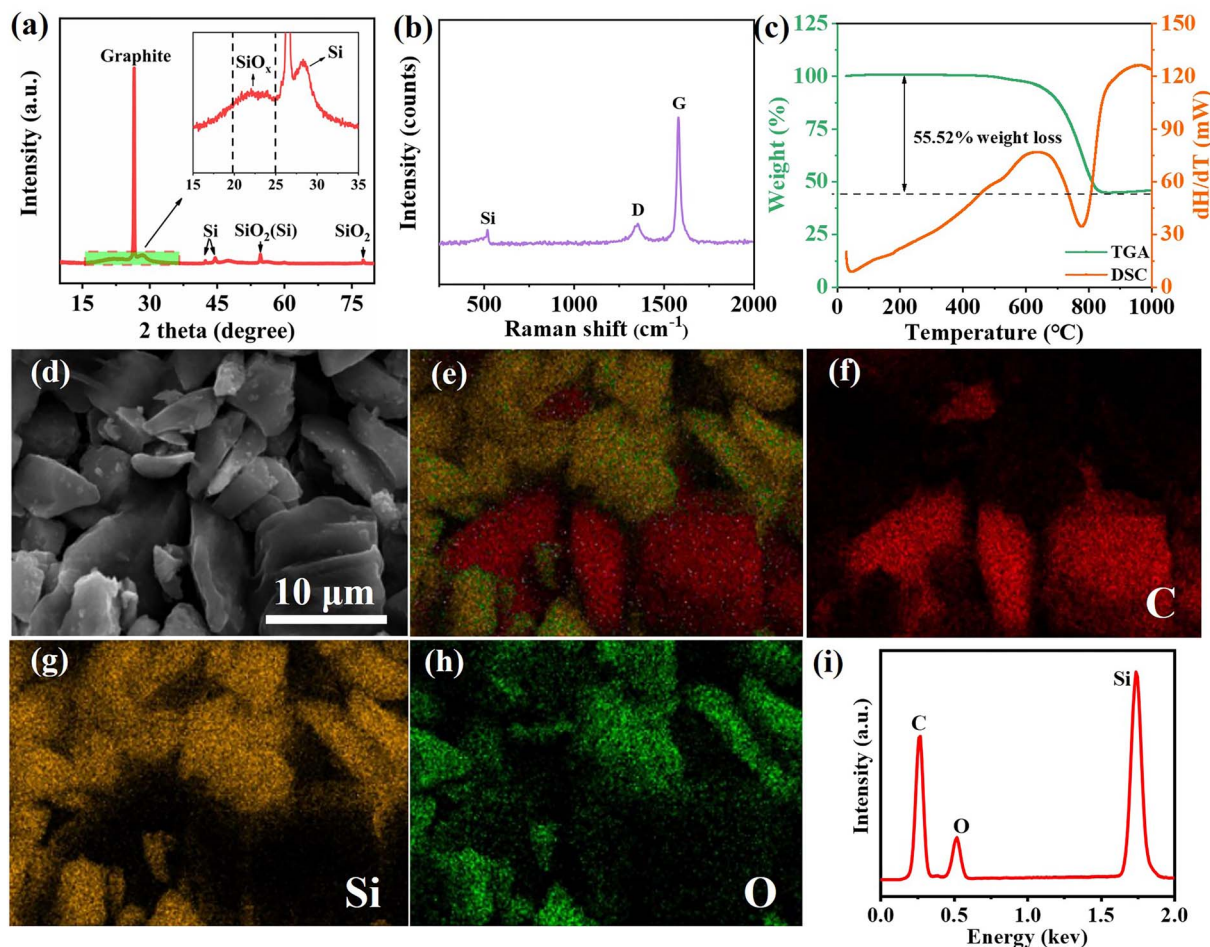 (a)
Graphite
SiOₓ
Si
15 20 25 30 35
Si
SiO₂(Si)
SiO₂
Intensity (a.u.)
15 30 45 60 75
2 theta (degree)
(b)
G
D
Si
Intensity (counts)
500 1000 1500 2000
Raman shift (cm⁻¹)
(c)
125
100
75
50
25
0
Weight (%)
55.52% weight loss
TGA
DSC
150
120
90
60
30
0
dH/dT (mW)
0 200 400 600 800 1000
Temperature (℃)
(d)
10 μm
(e)
(f)
C
(g)
Si
(h)
O
(i)
Si
C
O
Intensity (a.u.)
0.0 0.5 1.0 1.5 2.0
Energy (kev)